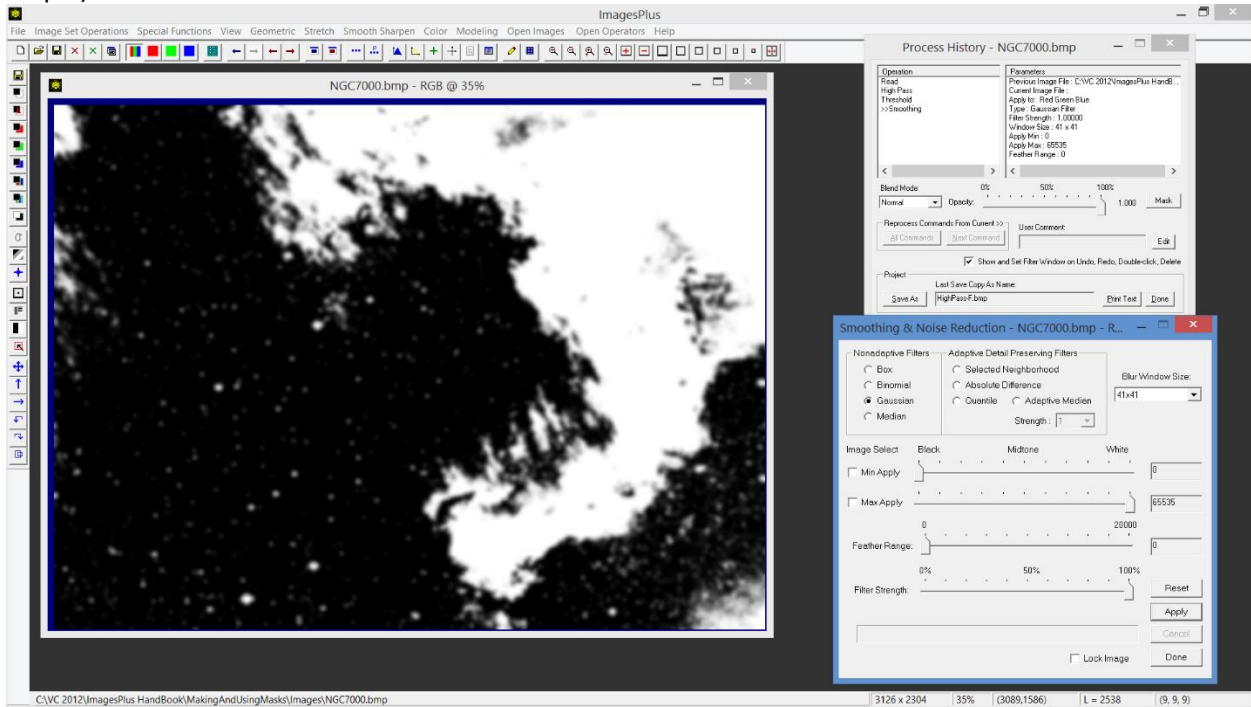 ImagesPlus
File Image Set Operations Special Functions View Geometric Stretch Smooth Sharpen Color Modeling Open Images Open Operators Help
NGC7000.bmp - RGB @ 35%
Process History - NGC7000.bmp
Operation
Read
High Pass
Threshold
>>Smoothing
Parameters
Previous Image File : C:\VC 2012\ImagesPlus HandB...
Current Image File :
Apply to: Red Green Blue
Type : Gaussian Filter
Filter Strength : 1.00000
Window Size : 41 x 41
Apply Min : 0
Apply Max : 65535
Feather Range : 0
Blend Mode: 0% 50% 100%
Normal Opacity: 1.000 Mask
Reprocess Commands From Current >> User Comment:
All Commands Next Command Edit
Show and Set Filter Window on Undo, Redo, Double-click, Delete
Project
Last Save Copy As Name:
Save As HighPass-F.bmp Print Text Done
Smoothing & Noise Reduction - NGC7000.bmp - R...
Nonadaptive Filters
Box
Binomial
Gaussian
Median
Adaptive Detail Preserving Filters
Selected Neighborhood
Absolute Difference
Quantile Adaptive Median
Strength : 1
Blur Window Size:
41x41
Image Select Black Midtone White
Min Apply 0
Max Apply 65535
0 20000
Feather Range: 0
0% 50% 100%
Filter Strength: Reset
Apply
Cancel
Lock Image Done
C:\VC 2012\ImagesPlus HandBook\MakingAndUsingMasks\Images\NGC7000.bmp 3126 x 2304 35% (3089,1586) L = 2538 (9, 9, 9)